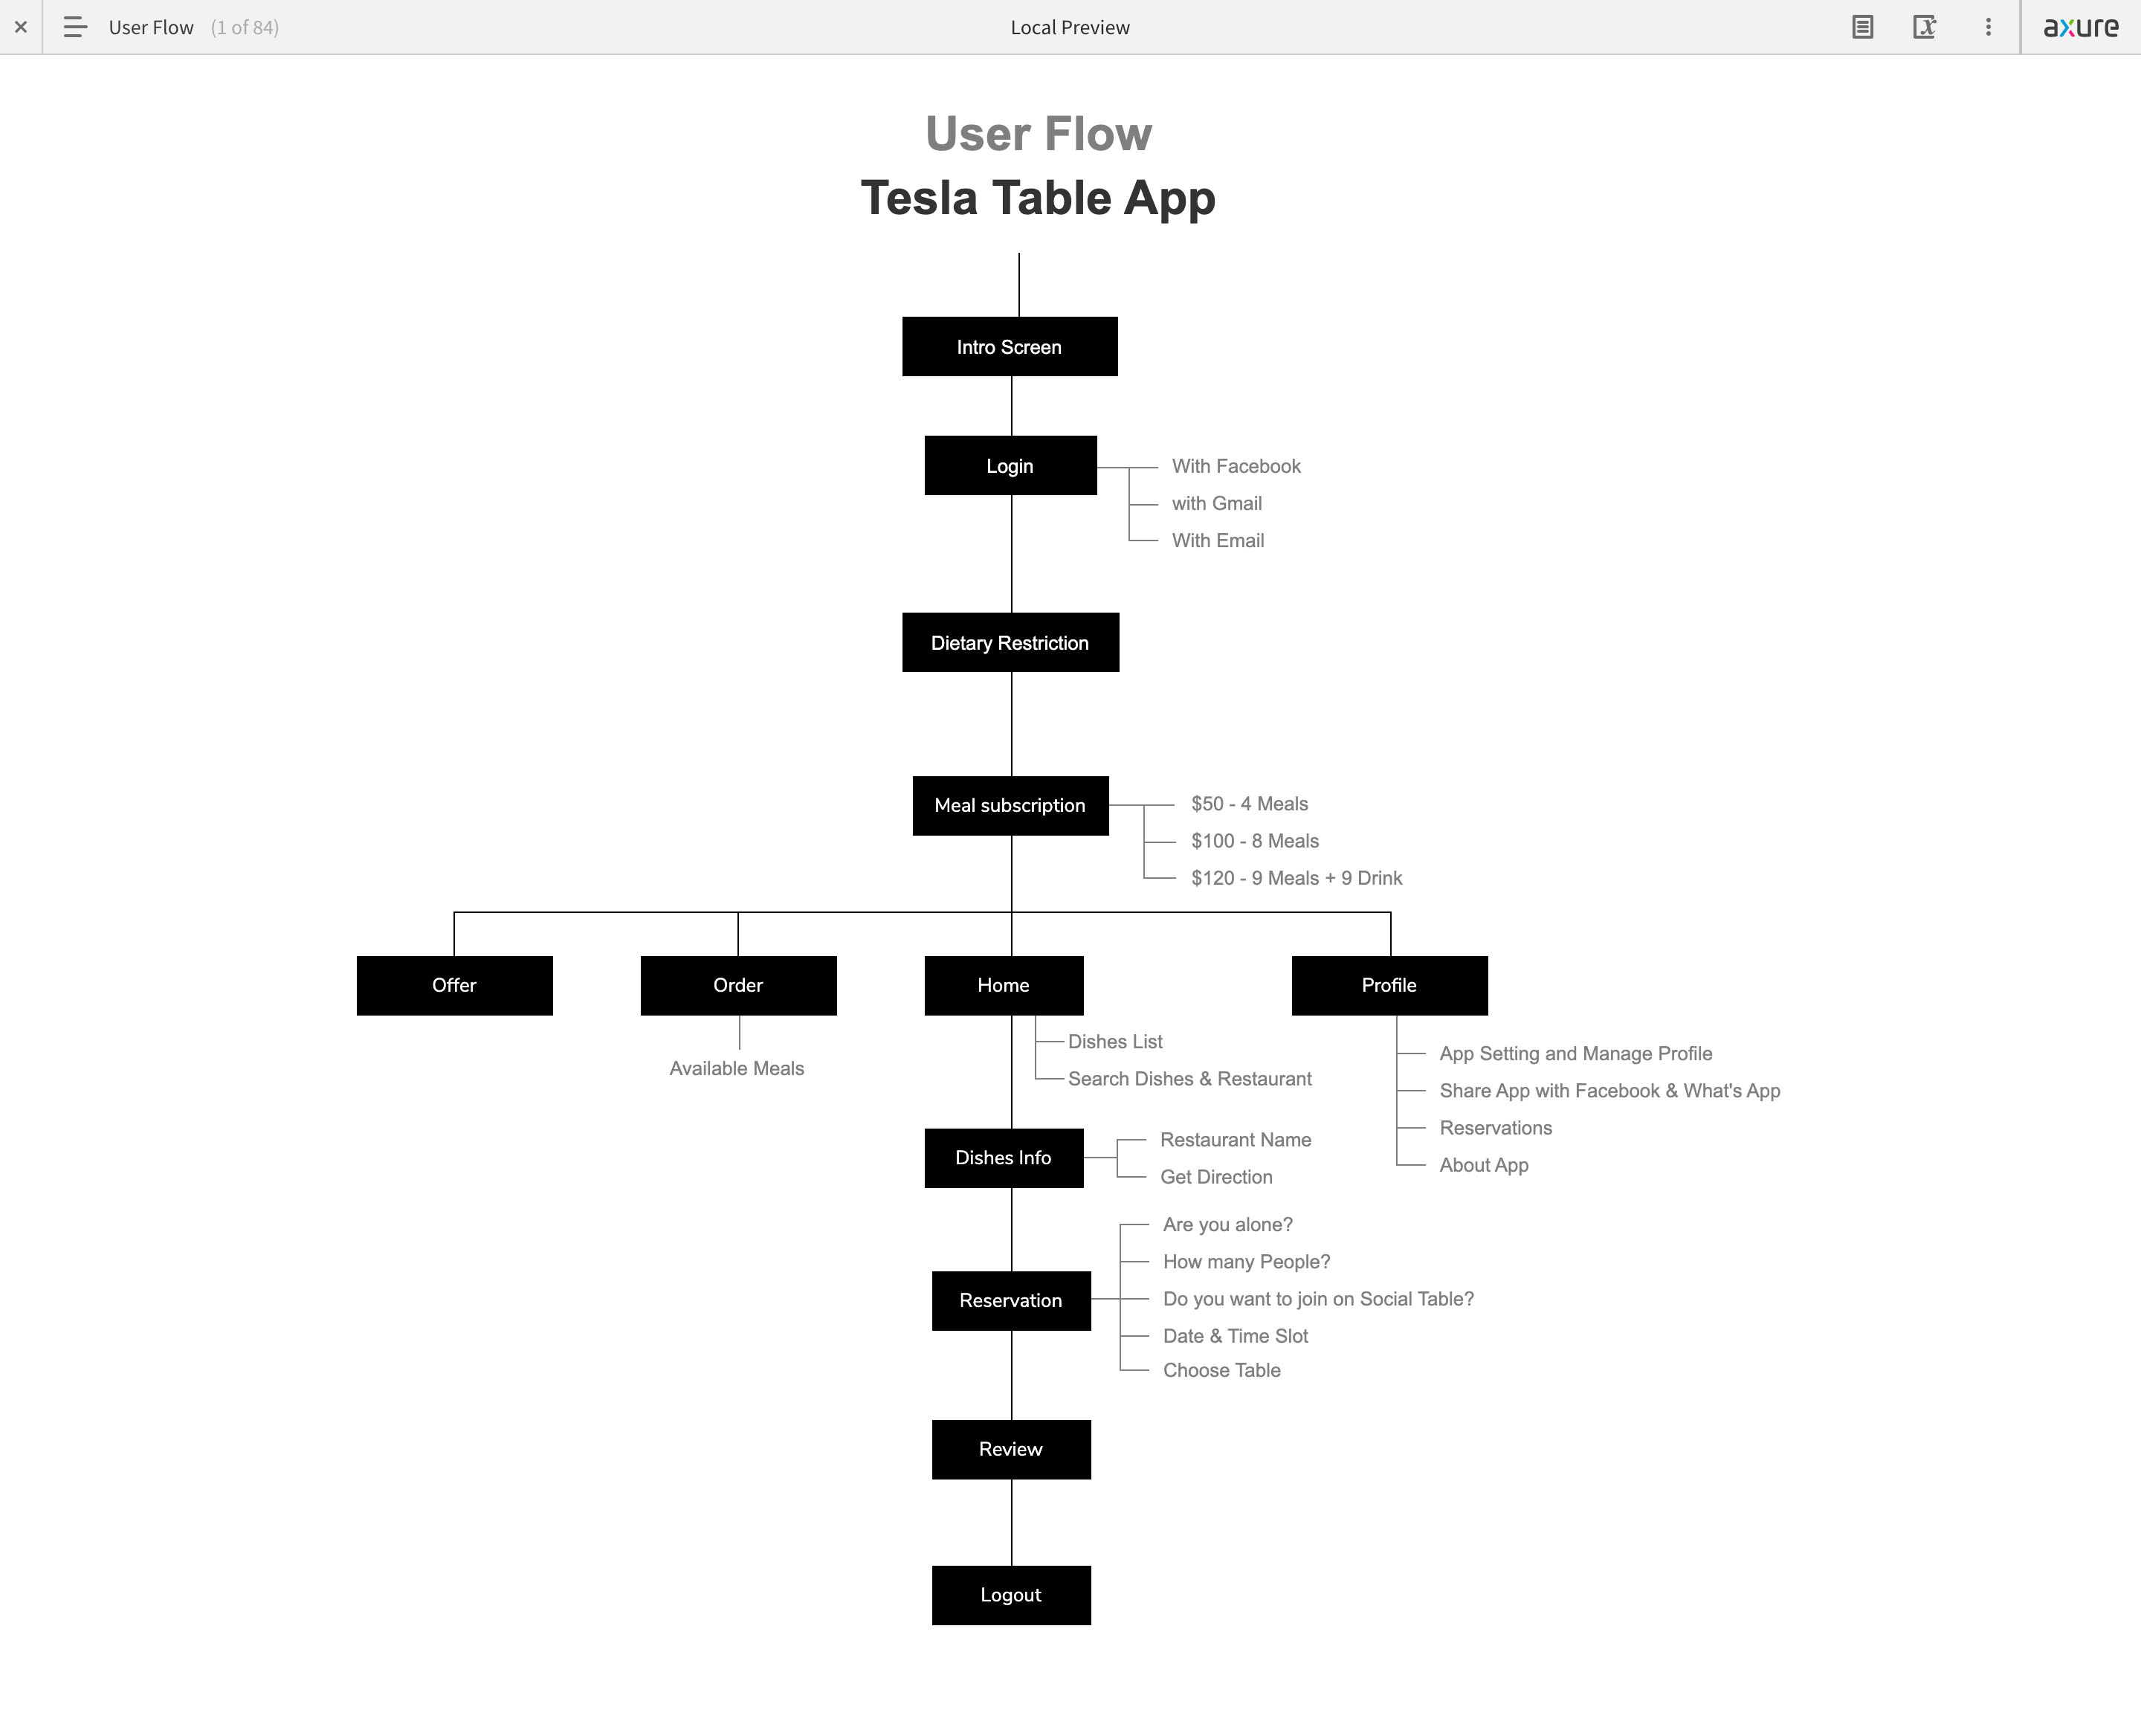 User Flow (1 of 84)
Local Preview
axure
User Flow
Tesla Table App
Intro Screen
Login
With Facebook
with Gmail
With Email
Dietary Restriction
Meal subscription
$50 - 4 Meals
$100 - 8 Meals
$120 - 9 Meals + 9 Drink
Offer
Order
Home
Profile
Available Meals
Dishes List
Search Dishes & Restaurant
App Setting and Manage Profile
Share App with Facebook & What's App
Reservations
About App
Dishes Info
Restaurant Name
Get Direction
Reservation
Are you alone?
How many People?
Do you want to join on Social Table?
Date & Time Slot
Choose Table
Review
Logout